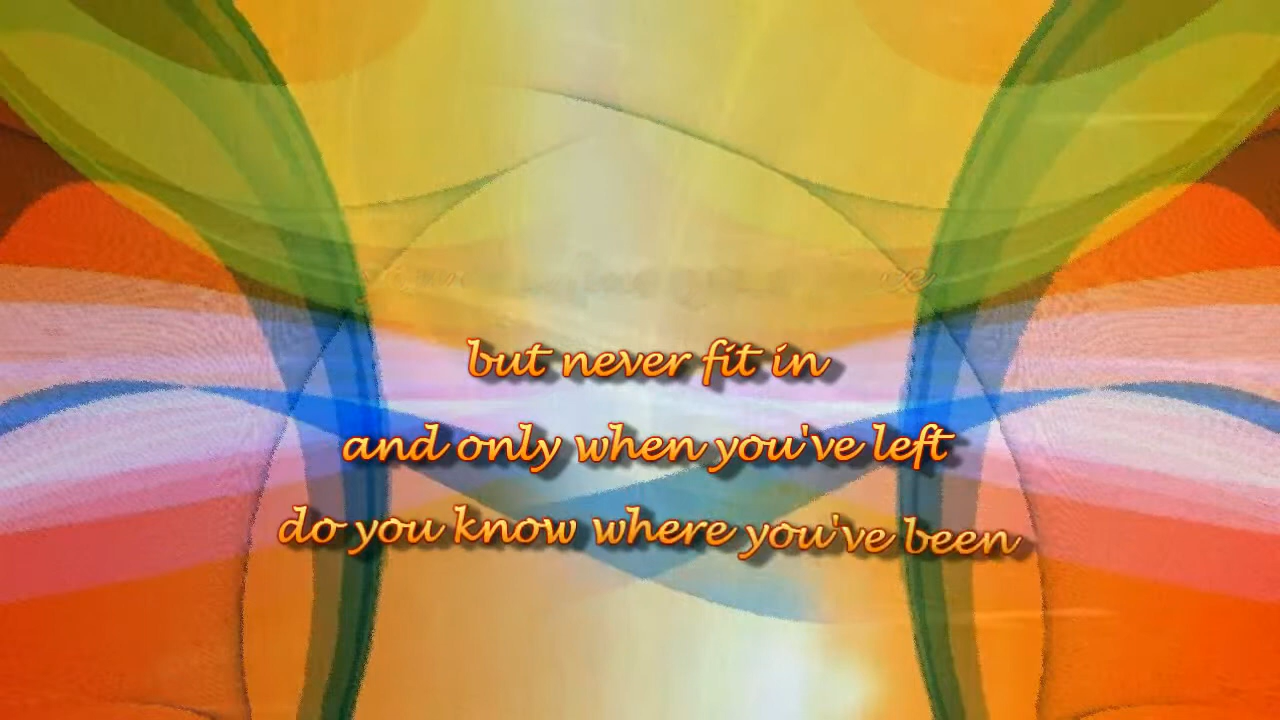 but never fit in
and only when you've left
do you know where you've been